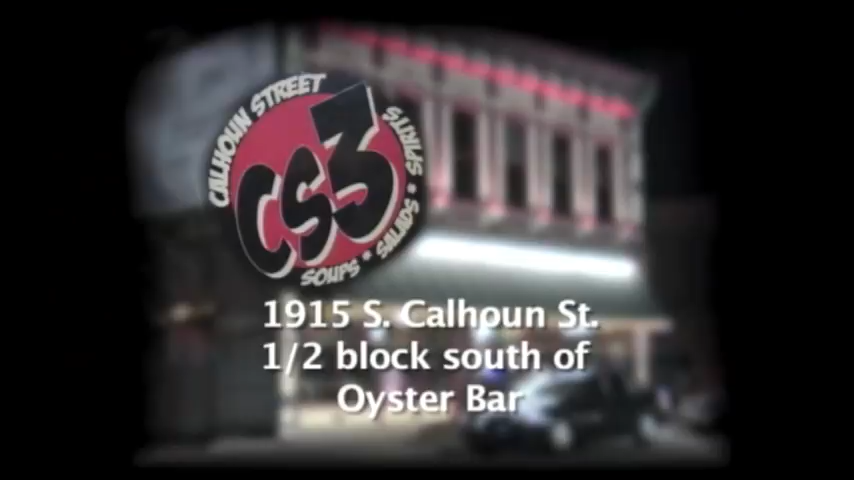 CALHOUN STREET
CS3
SOUPS * SALADS * SPIRITS
1915 S. Calhoun St.
1/2 block south of
Oyster Bar